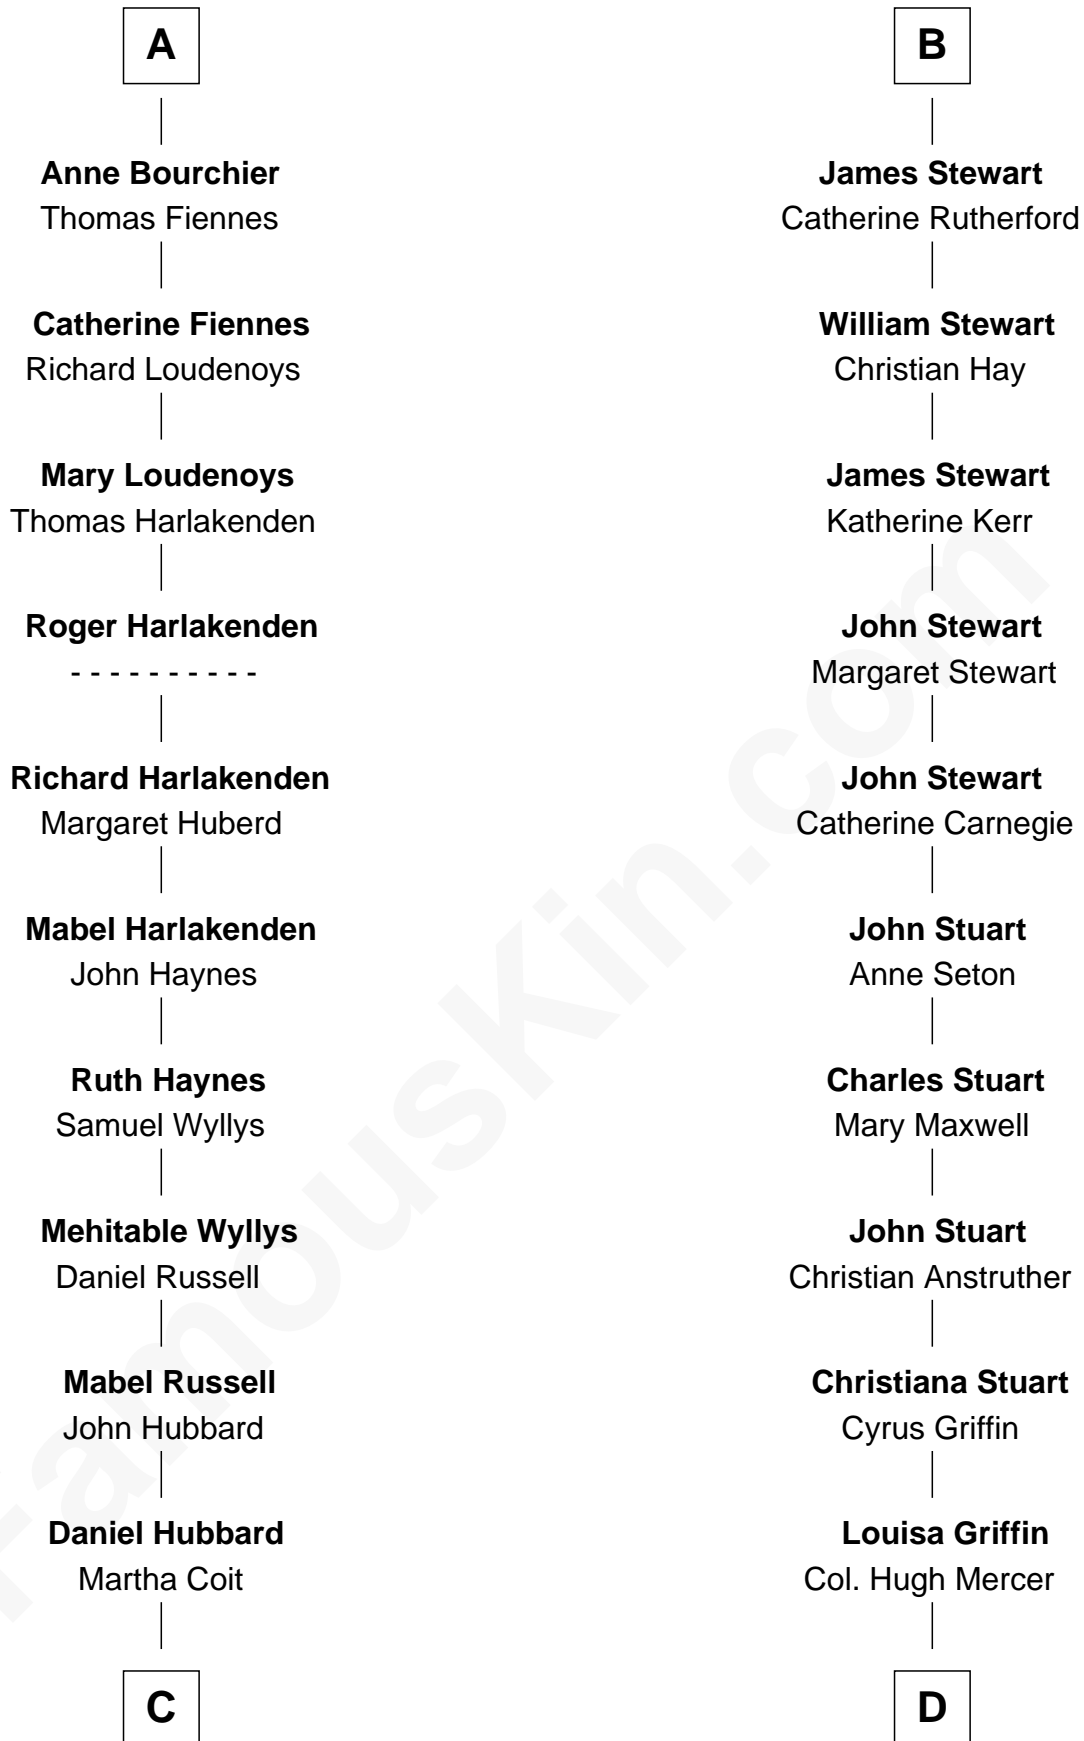 A
Anne Bourchier
Thomas Fiennes
Catherine Fiennes
Richard Loudenoys
Mary Loudenoys
Thomas Harlakenden
Roger Harlakenden
- - - - - - - - - -
Richard Harlakenden
Margaret Huberd
Mabel Harlakenden
John Haynes
Ruth Haynes
Samuel Wyllys
Mehitable Wyllys
Daniel Russell
Mabel Russell
John Hubbard
Daniel Hubbard
Martha Coit
C
B
James Stewart
Catherine Rutherford
William Stewart
Christian Hay
James Stewart
Katherine Kerr
John Stewart
Margaret Stewart
John Stewart
Catherine Carnegie
John Stuart
Anne Seton
Charles Stuart
Mary Maxwell
John Stuart
Christian Anstruther
Christiana Stuart
Cyrus Griffin
Louisa Griffin
Col. Hugh Mercer
D
FamousKin.com